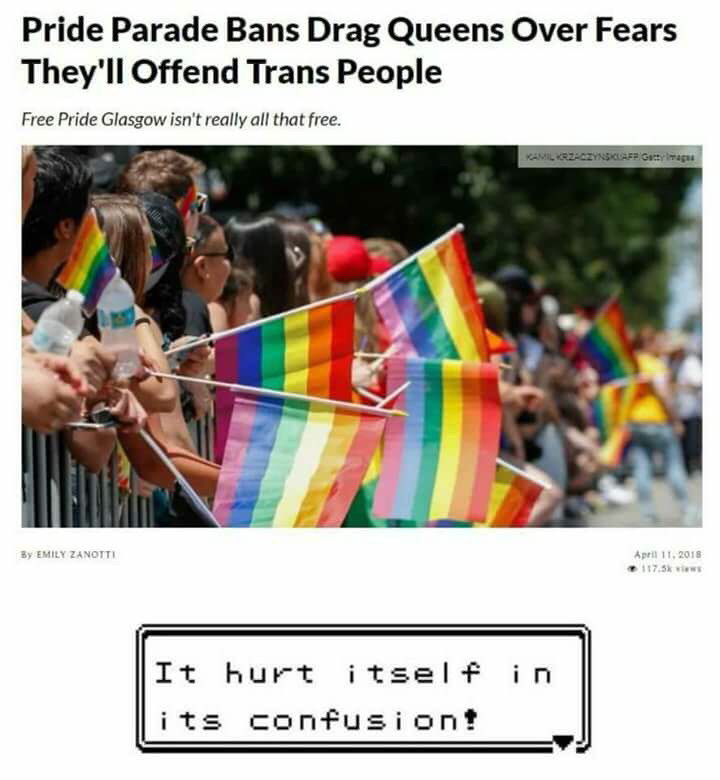 Pride Parade Bans Drag Queens Over Fears
They'll Offend Trans People
Free Pride Glasgow isn't really all that free.
KAMIL KRZACZYNSKI/AFP/Getty Images
By EMILY ZANOTTI
April 11, 2018
117.5k views
It hurt itself in
its confusion!